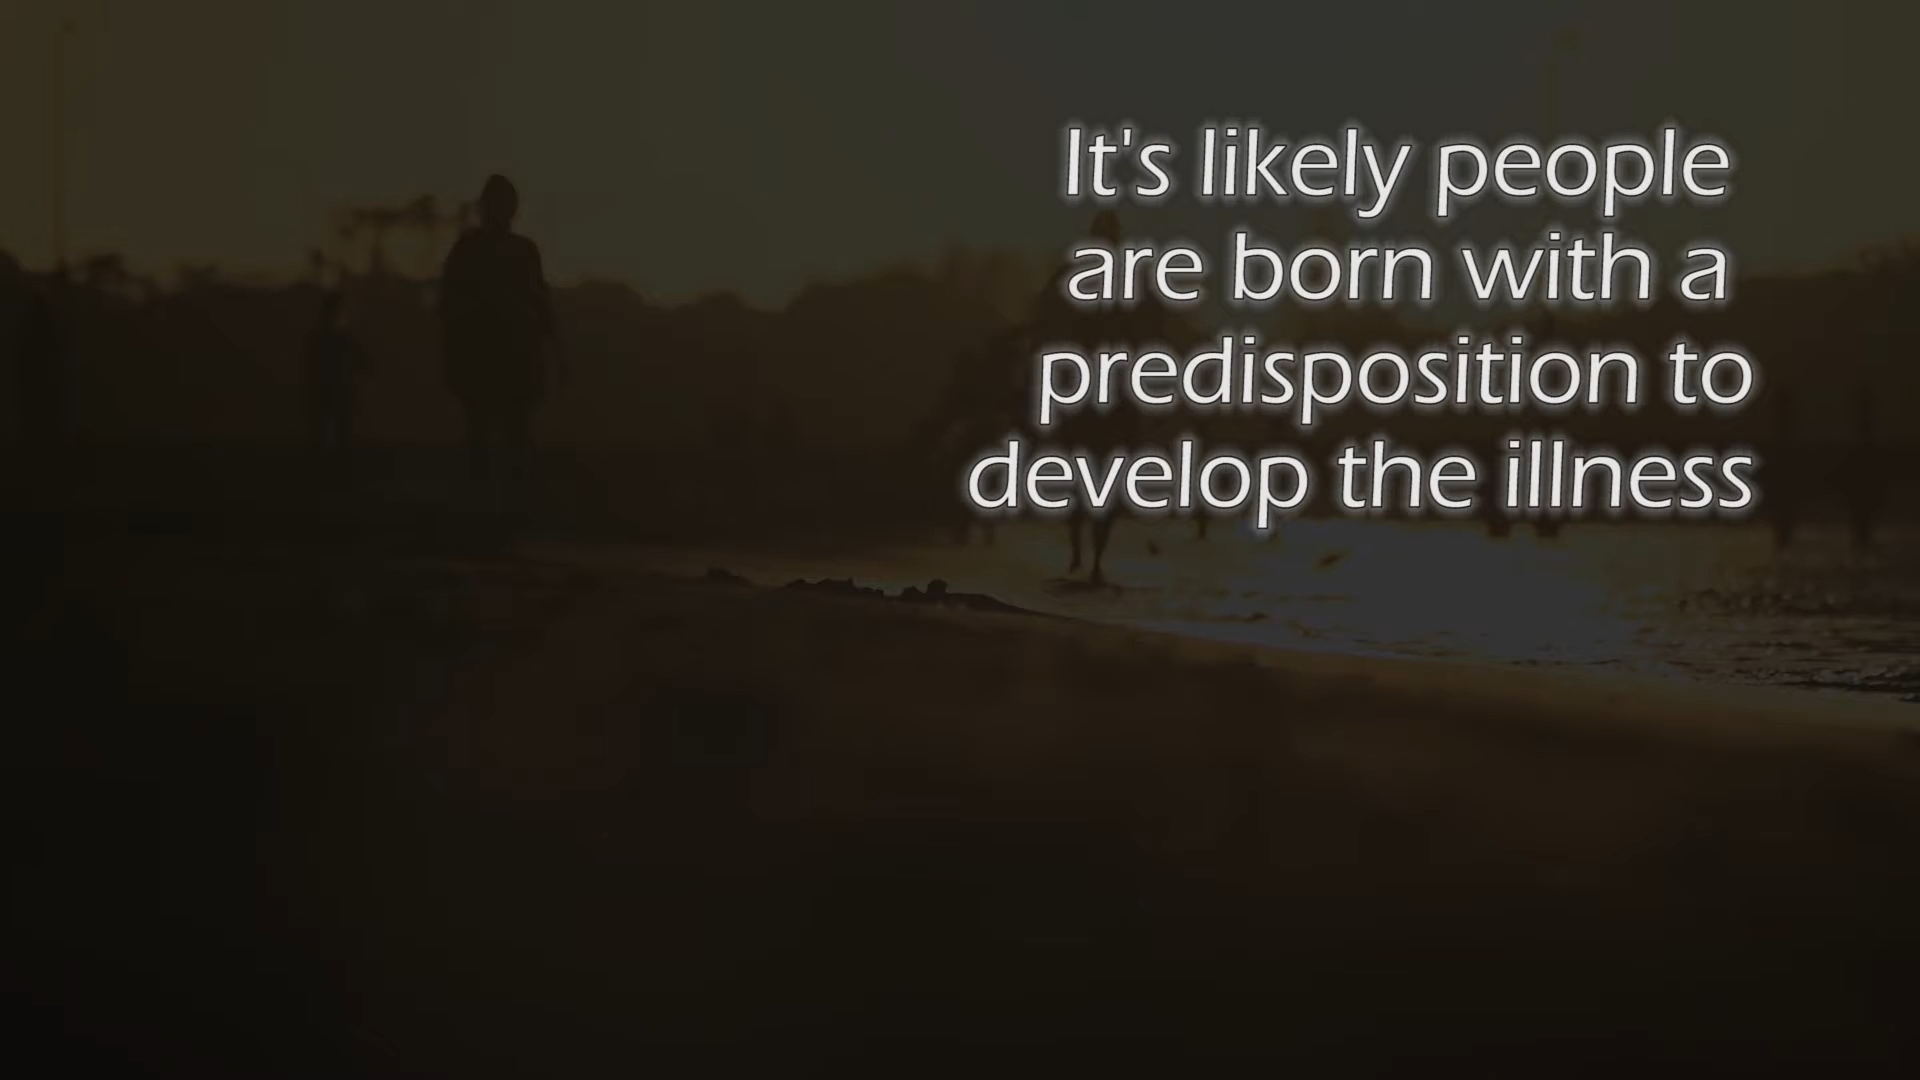 It's likely people
are born with a
predisposition to
develop the illness